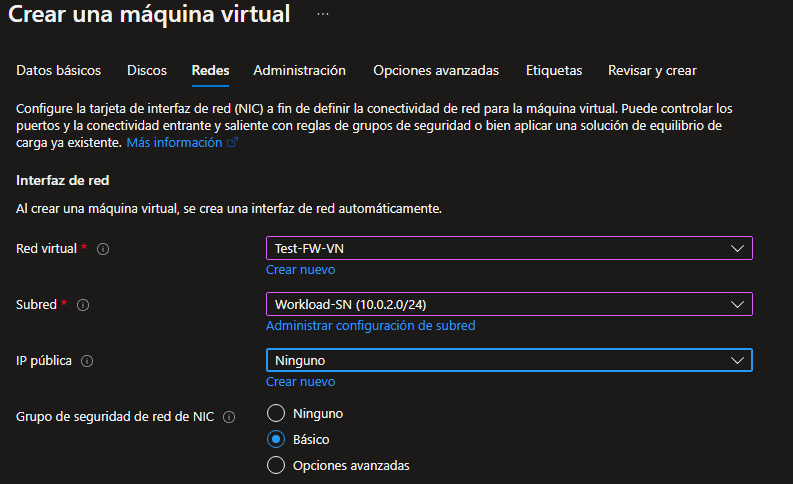 Crear una máquina virtual ...
Datos básicos Discos Redes Administración Opciones avanzadas Etiquetas Revisar y crear
Configure la tarjeta de interfaz de red (NIC) a fin de definir la conectividad de red para la máquina virtual. Puede controlar los
puertos y la conectividad entrante y saliente con reglas de grupos de seguridad o bien aplicar una solución de equilibrio de
carga ya existente. Más información
Interfaz de red
Al crear una máquina virtual, se crea una interfaz de red automáticamente.
Red virtual * Test-FW-VN
Crear nuevo
Subred * Workload-SN (10.0.2.0/24)
Administrar configuración de subred
IP pública Ninguno
Crear nuevo
Grupo de seguridad de red de NIC Ninguno
Básico
Opciones avanzadas